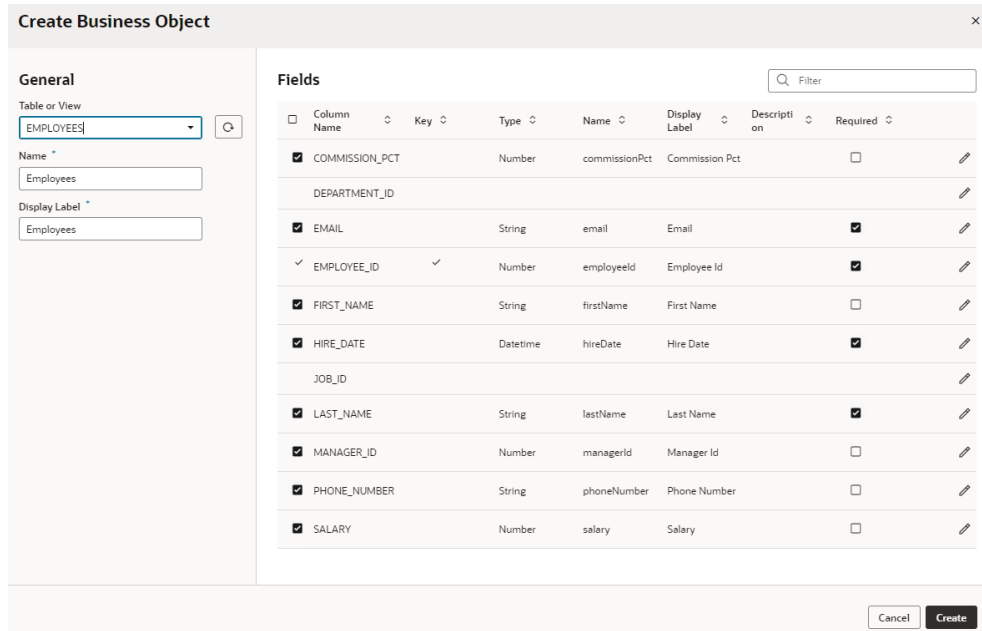 Create Business Object
×
General
Table or View
EMPLOYEES
Name *
Employees
Display Label *
Employees
Fields
Filter
Column Name Key Type Name Display Label Descripti on Required
COMMISSION_PCT Number commissionPct Commission Pct
DEPARTMENT_ID
EMAIL String email Email
EMPLOYEE_ID Number employeeId Employee Id
FIRST_NAME String firstName First Name
HIRE_DATE Datetime hireDate Hire Date
JOB_ID
LAST_NAME String lastName Last Name
MANAGER_ID Number managerId Manager Id
PHONE_NUMBER String phoneNumber Phone Number
SALARY Number salary Salary
Cancel Create